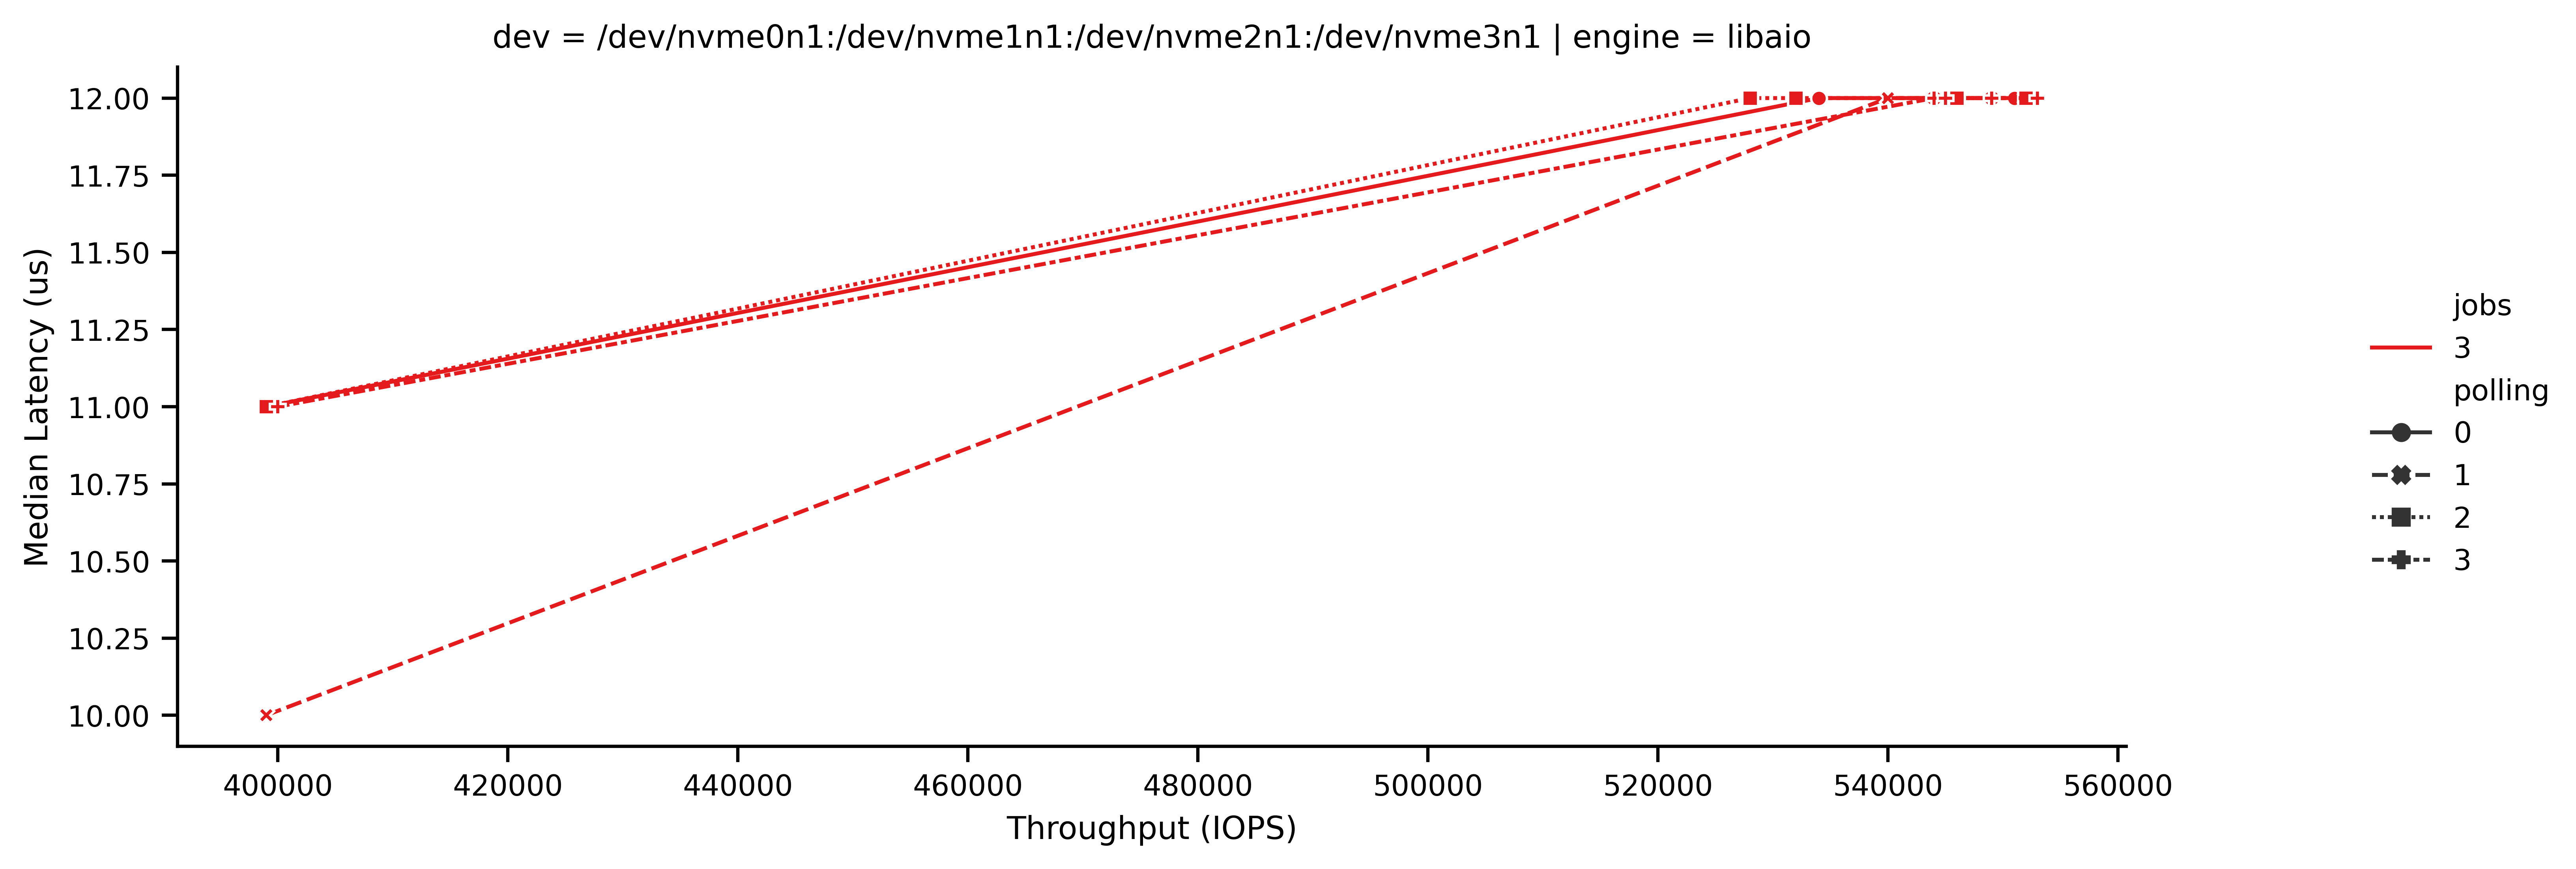 dev = /dev/nvme0n1:/dev/nvme1n1:/dev/nvme2n1:/dev/nvme3n1 | engine = libaio
Median Latency (us)
12.00
11.75
11.50
11.25
11.00
10.75
10.50
10.25
10.00
400000 420000 440000 460000 480000 500000 520000 540000 560000
Throughput (IOPS)
jobs
3
polling
0
1
2
3